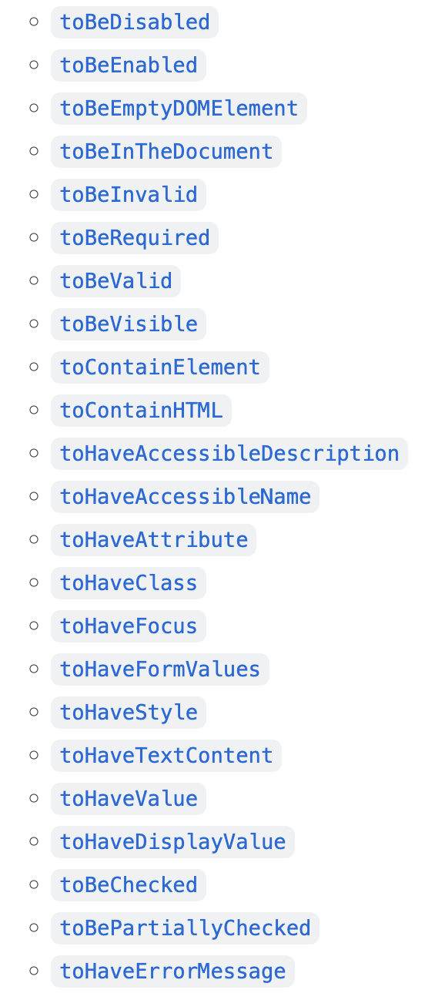 toBeDisabled
toBeEnabled
toBeEmptyDOMElement
toBeInTheDocument
toBeInvalid
toBeRequired
toBeValid
toBeVisible
toContainElement
toContainHTML
toHaveAccessibleDescription
toHaveAccessibleName
toHaveAttribute
toHaveClass
toHaveFocus
toHaveFormValues
toHaveStyle
toHaveTextContent
toHaveValue
toHaveDisplayValue
toBeChecked
toBePartiallyChecked
toHaveErrorMessage